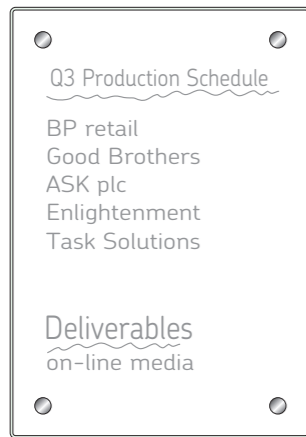 Q3 Production Schedule
BP retail
Good Brothers
ASK plc
Enlightenment
Task Solutions
Deliverables
on-line media